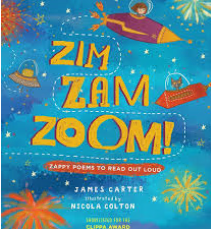 ZIM
ZAM
ZOOM!
ZAPPY POEMS TO READ OUT LOUD
JAMES CARTER
illustrated by
NICOLA COLTON
SHORTLISTED FOR THE
CLIPPA AWARD